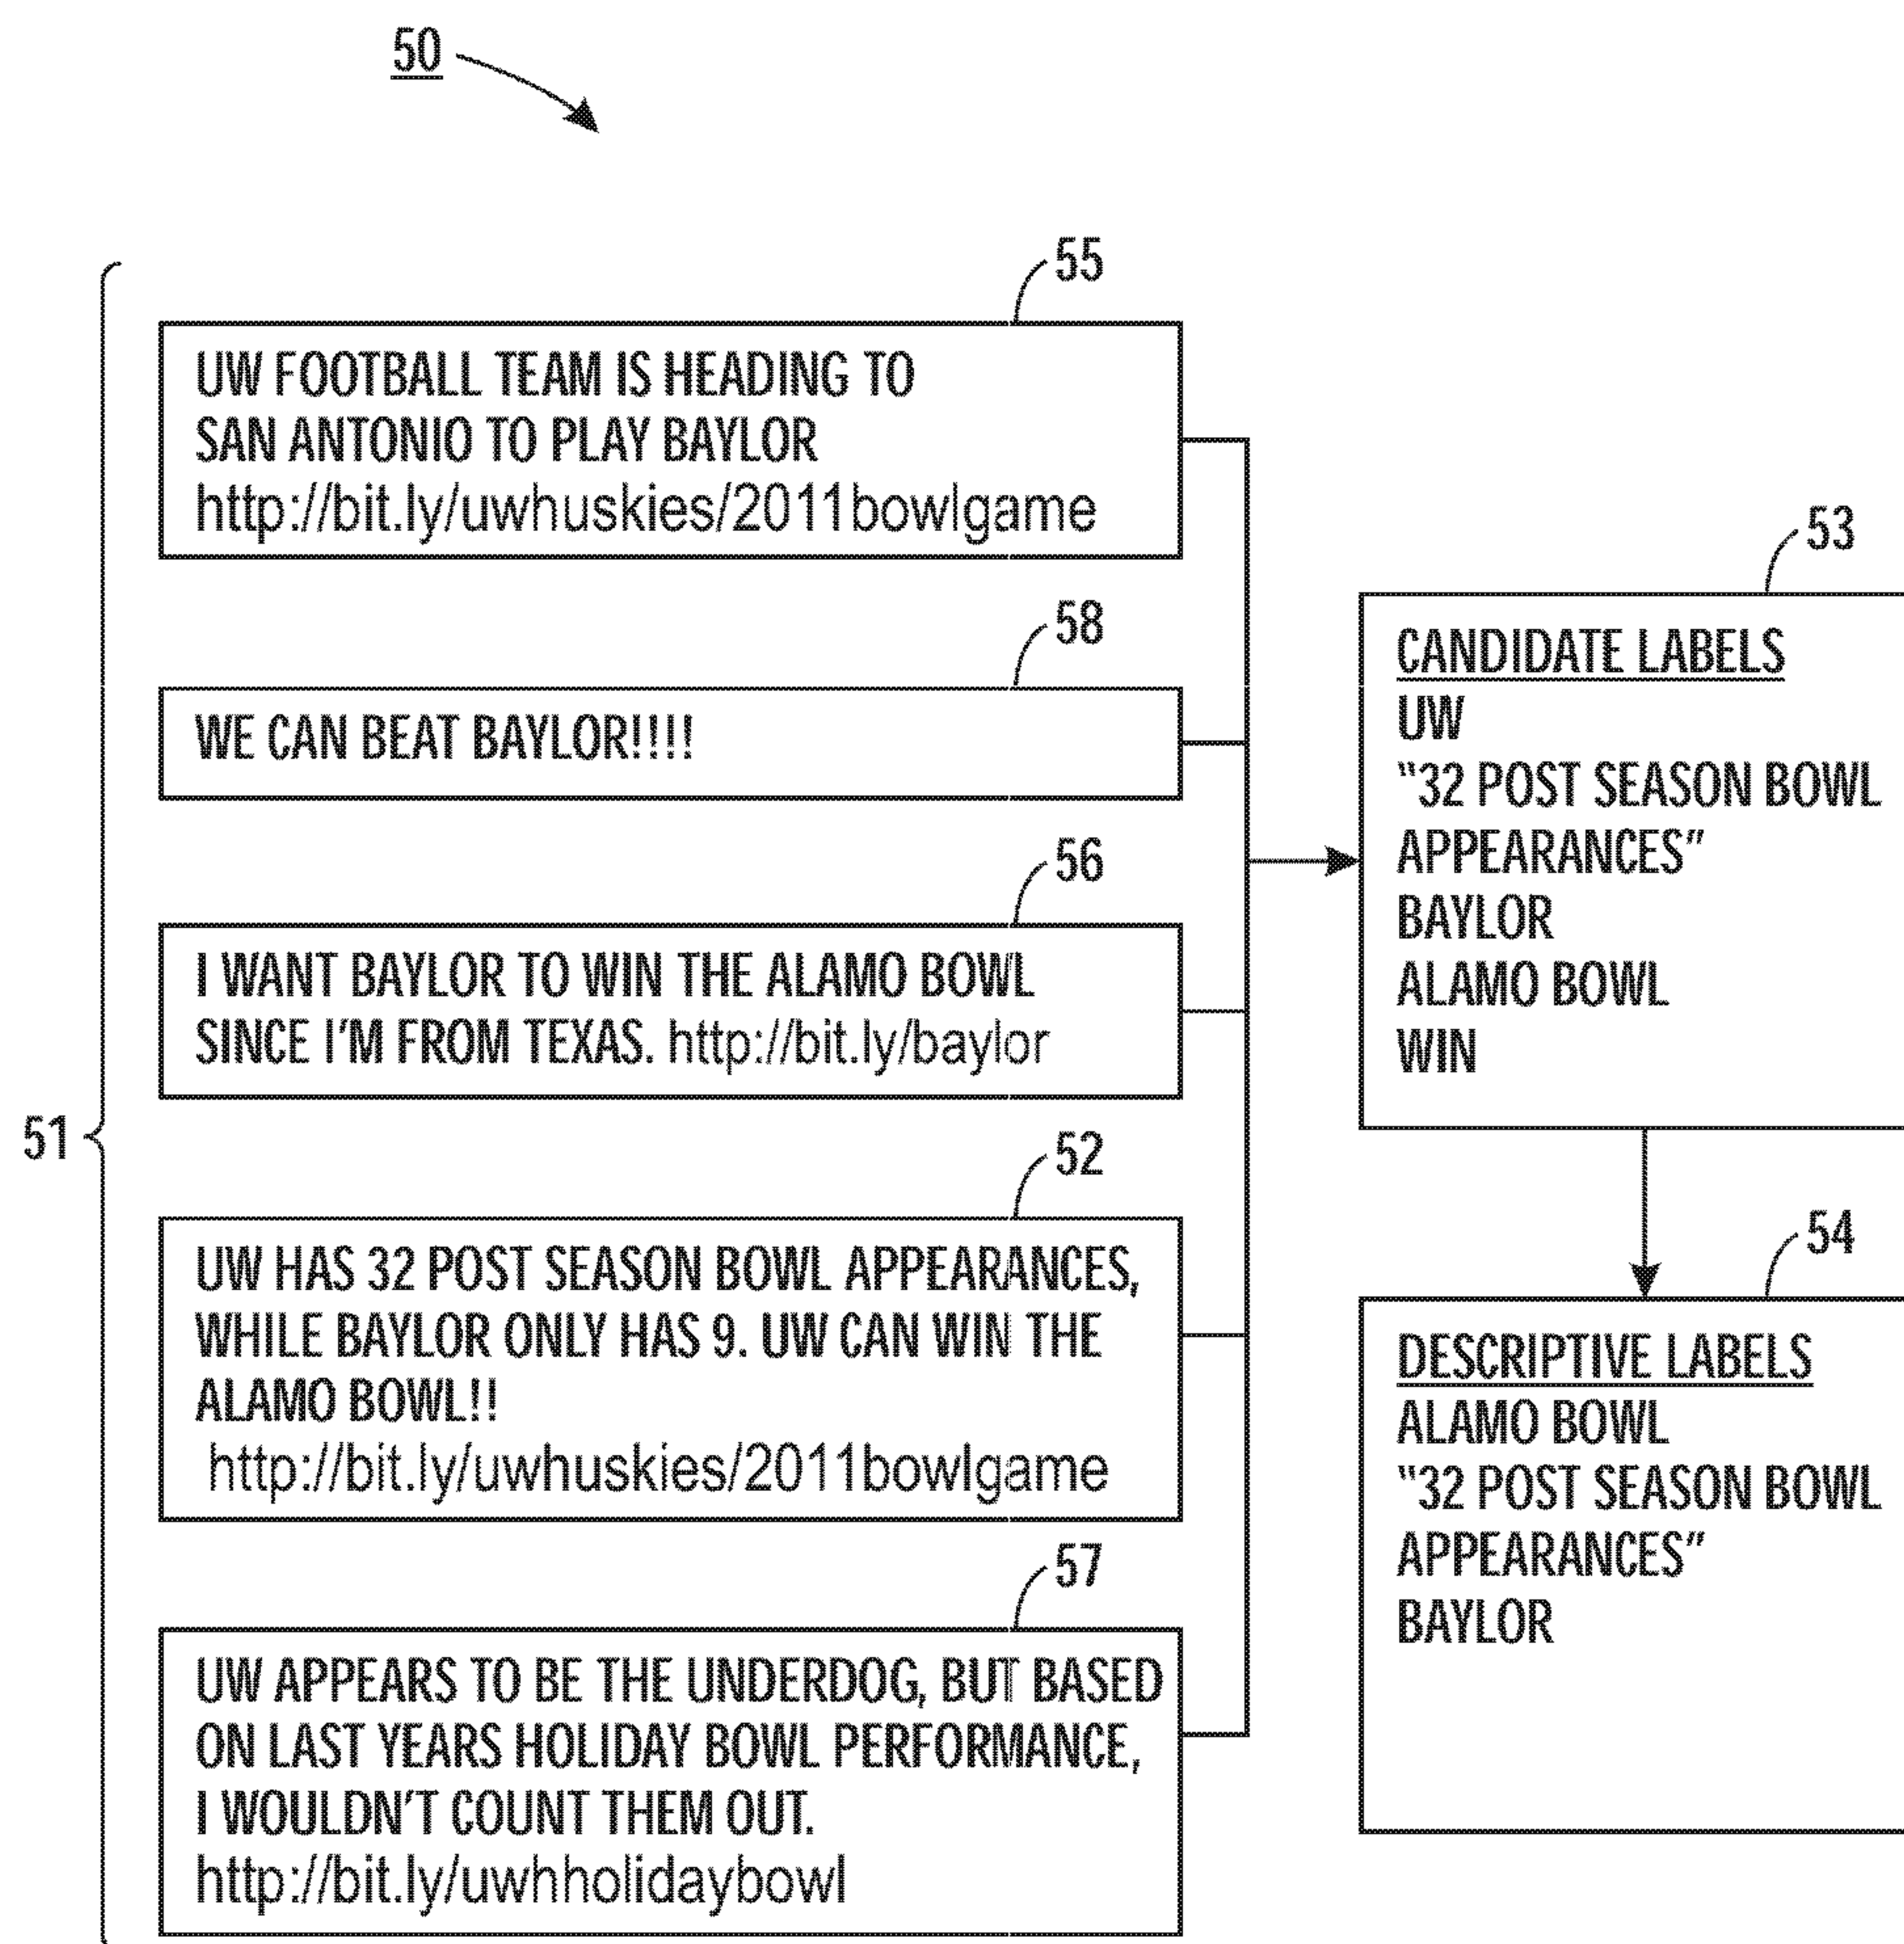 50
55
UW FOOTBALL TEAM IS HEADING TO
SAN ANTONIO TO PLAY BAYLOR
http://bit.ly/uwhuskies/2011bowlgame
58
WE CAN BEAT BAYLOR!!!!
56
I WANT BAYLOR TO WIN THE ALAMO BOWL
SINCE I'M FROM TEXAS. http://bit.ly/baylor
51
52
UW HAS 32 POST SEASON BOWL APPEARANCES,
WHILE BAYLOR ONLY HAS 9. UW CAN WIN THE
ALAMO BOWL!!
http://bit.ly/uwhuskies/2011bowlgame
57
UW APPEARS TO BE THE UNDERDOG, BUT BASED
ON LAST YEARS HOLIDAY BOWL PERFORMANCE,
I WOULDN'T COUNT THEM OUT.
http://bit.ly/uwhholidaybowl
53
CANDIDATE LABELS
UW
"32 POST SEASON BOWL
APPEARANCES"
BAYLOR
ALAMO BOWL
WIN
54
DESCRIPTIVE LABELS
ALAMO BOWL
"32 POST SEASON BOWL
APPEARANCES"
BAYLOR